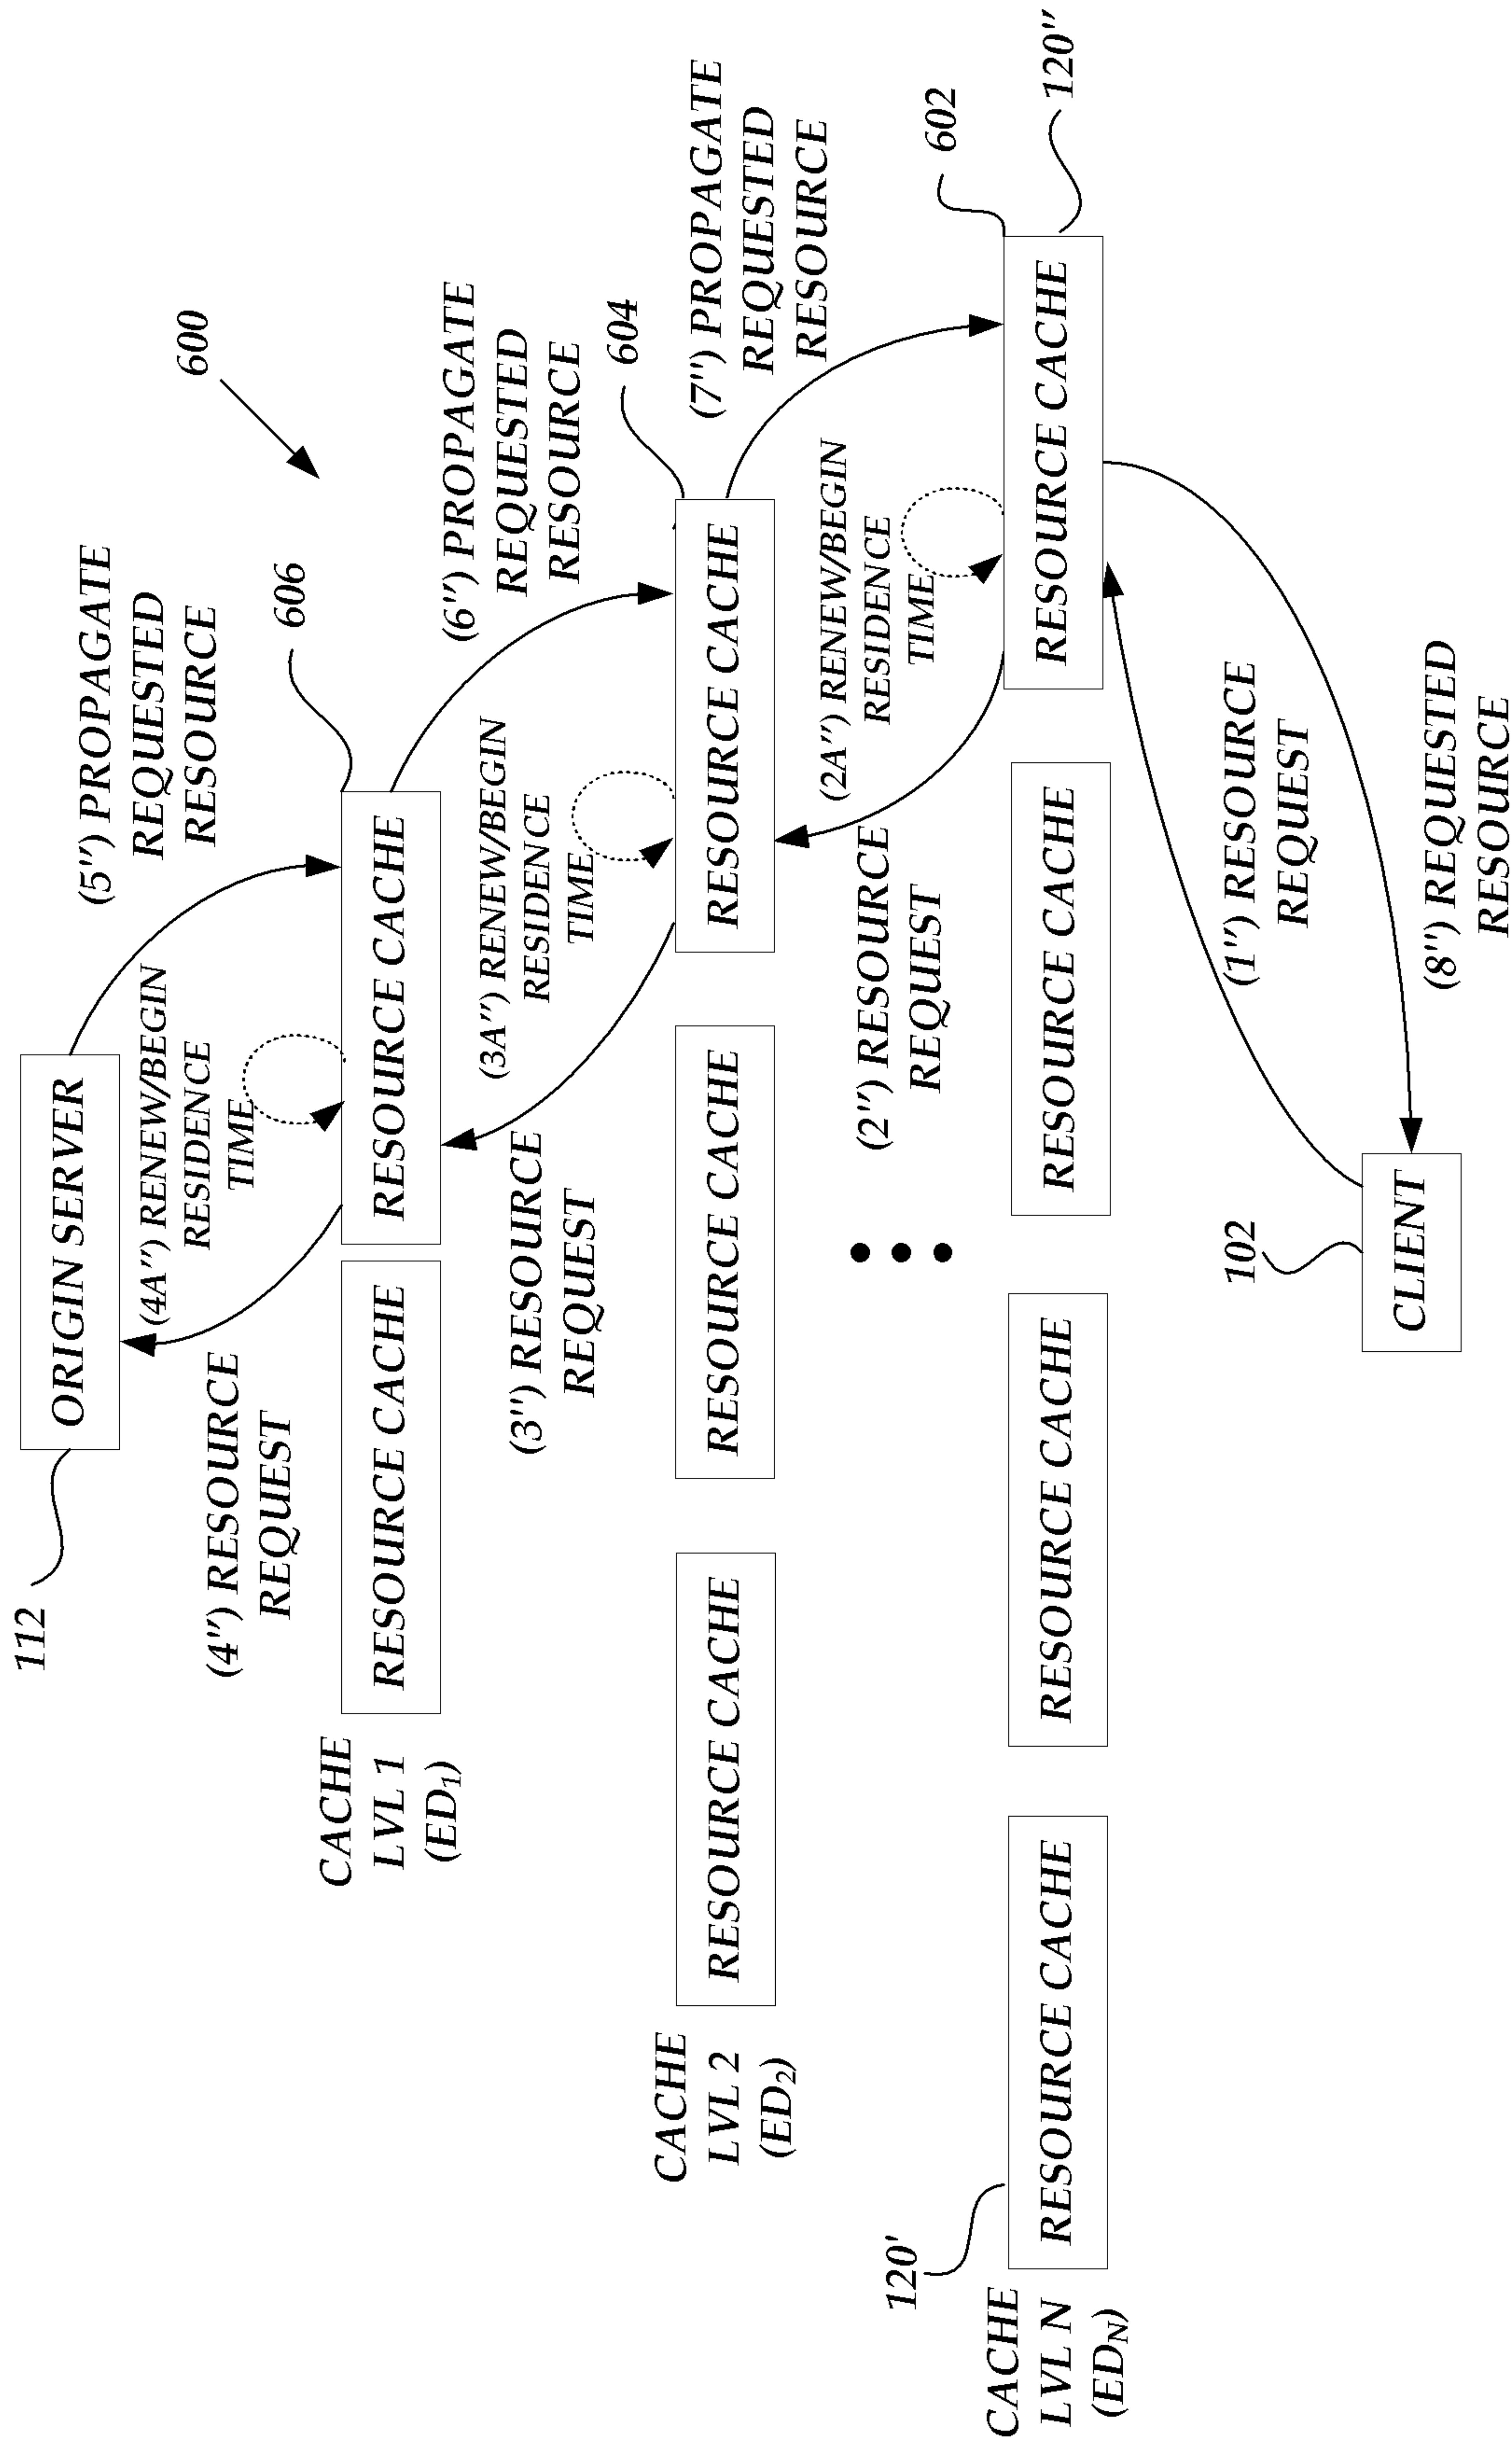 600
112
ORIGIN SERVER
(5") PROPAGATE
REQUESTED
RESOURCE
(4A") RENEW/BEGIN
RESIDENCE
TIME
(4") RESOURCE
REQUEST
606
CACHE
LVL 1
(ED1)
RESOURCE CACHE
RESOURCE CACHE
(6") PROPAGATE
REQUESTED
RESOURCE
(3A") RENEW/BEGIN
RESIDENCE
TIME
(3") RESOURCE
REQUEST
604
CACHE
LVL 2
(ED2)
RESOURCE CACHE
RESOURCE CACHE
RESOURCE CACHE
(7") PROPAGATE
REQUESTED
RESOURCE
(2A") RENEW/BEGIN
RESIDENCE
TIME
(2") RESOURCE
REQUEST
602
120'
CACHE
LVL N
(EDN)
RESOURCE CACHE
RESOURCE CACHE
RESOURCE CACHE
RESOURCE CACHE
120"
(1") RESOURCE
REQUEST
102
CLIENT
(8") REQUESTED
RESOURCE